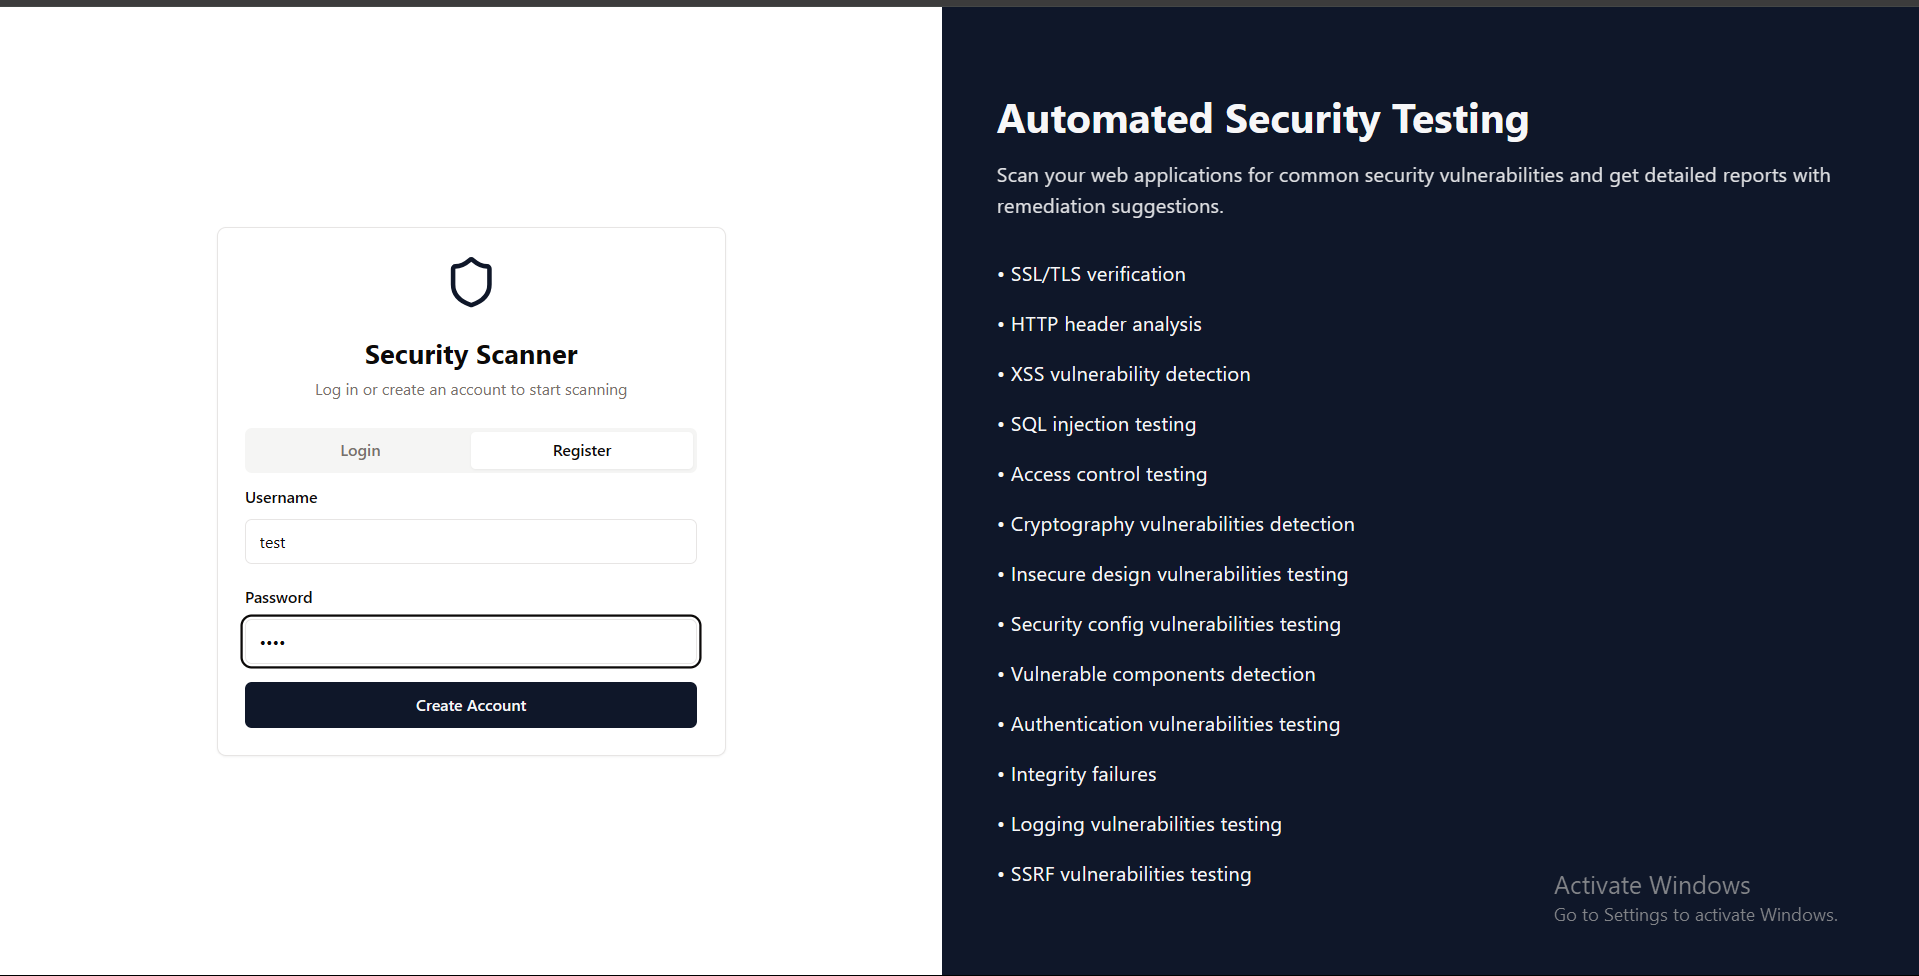 Security Scanner
Log in or create an account to start scanning
Login
Register
Username
test
Password
••••
Create Account
Automated Security Testing
Scan your web applications for common security vulnerabilities and get detailed reports with
remediation suggestions.
• SSL/TLS verification
• HTTP header analysis
• XSS vulnerability detection
• SQL injection testing
• Access control testing
• Cryptography vulnerabilities detection
• Insecure design vulnerabilities testing
• Security config vulnerabilities testing
• Vulnerable components detection
• Authentication vulnerabilities testing
• Integrity failures
• Logging vulnerabilities testing
• SSRF vulnerabilities testing
Activate Windows
Go to Settings to activate Windows.